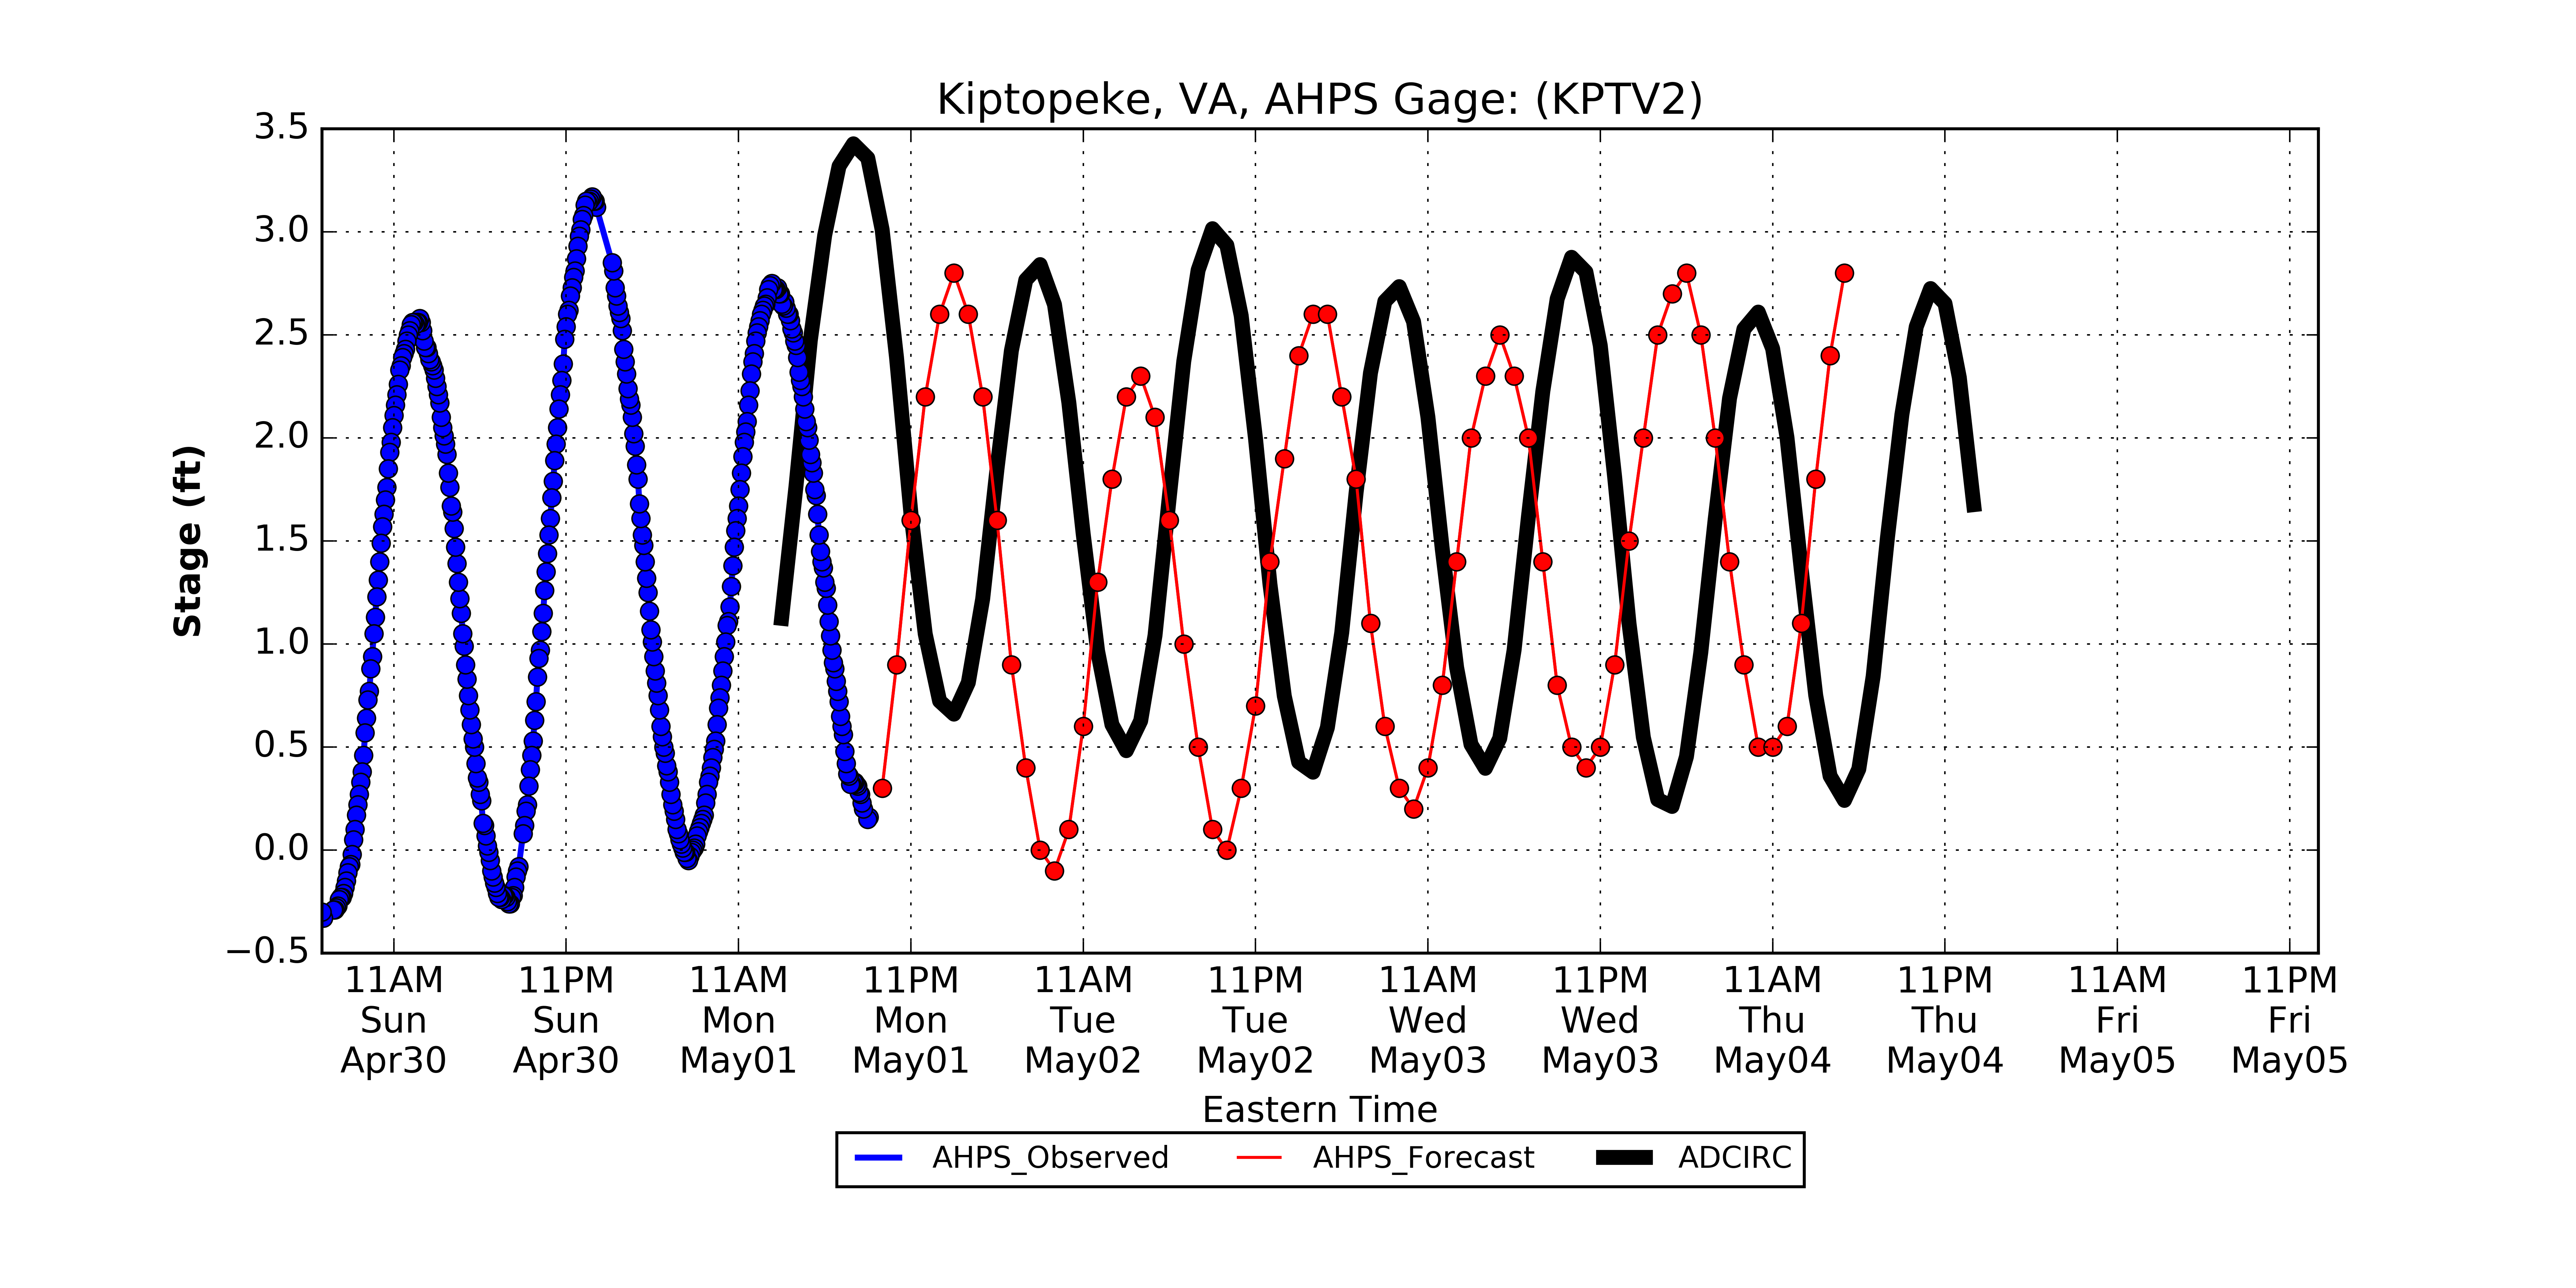 Kiptopeke, VA, AHPS Gage: (KPTV2)
Stage (ft)
3.5
3.0
2.5
2.0
1.5
1.0
0.5
0.0
−0.5
11AM 11PM 11AM 11PM 11AM 11PM 11AM 11PM 11AM 11PM 11AM 11PM
Sun Sun Mon Mon Tue Tue Wed Wed Thu Thu Fri Fri
Apr30 Apr30 May01 May01 May02 May02 May03 May03 May04 May04 May05 May05
Eastern Time
AHPS_Observed AHPS_Forecast ADCIRC